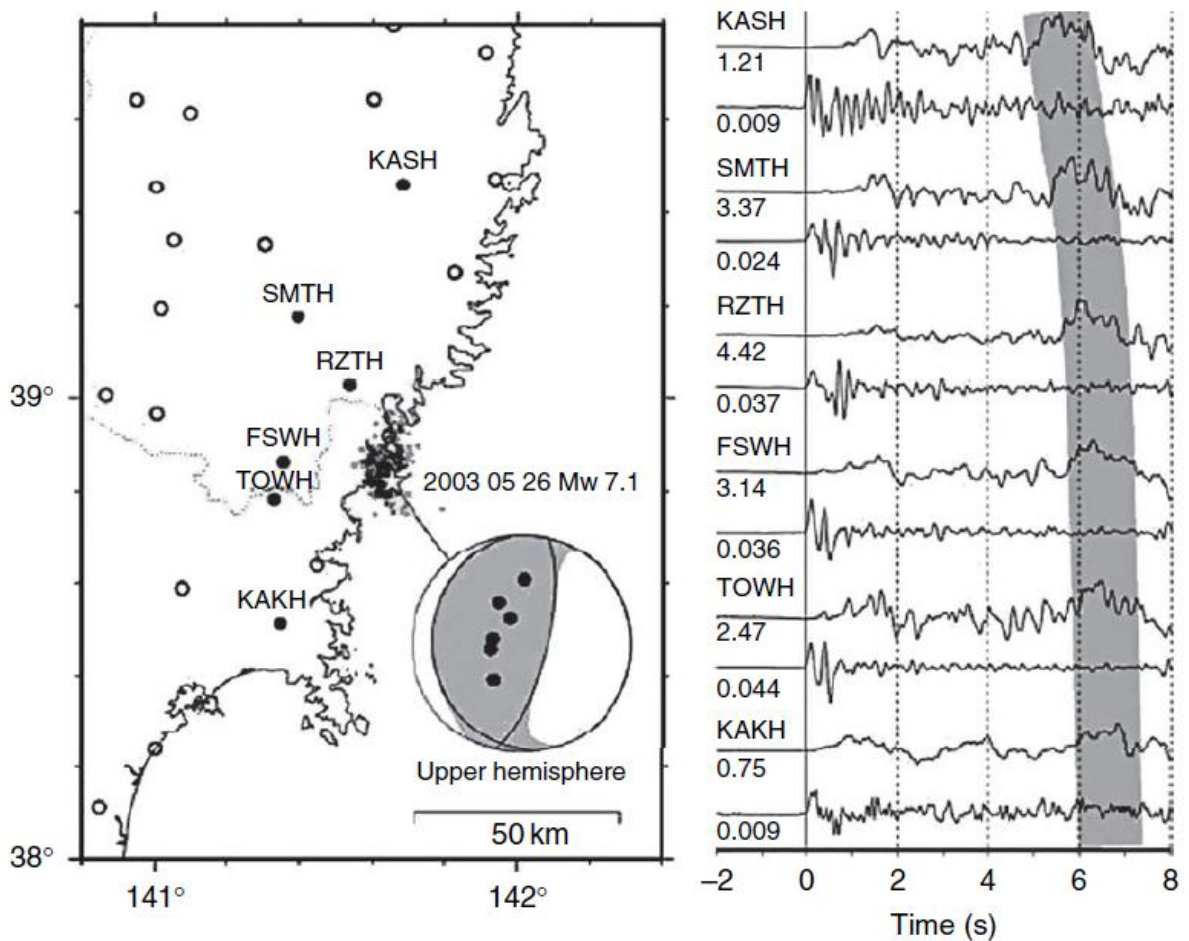 KASH
SMTH
RZTH
39°
FSWH
TOWH
2003 05 26 Mw 7.1
KAKH
Upper hemisphere
50 km
38°
141°
142°
KASH
1.21
0.009
SMTH
3.37
0.024
RZTH
4.42
0.037
FSWH
3.14
0.036
TOWH
2.47
0.044
KAKH
0.75
0.009
−2 0 2 4 6 8
Time (s)